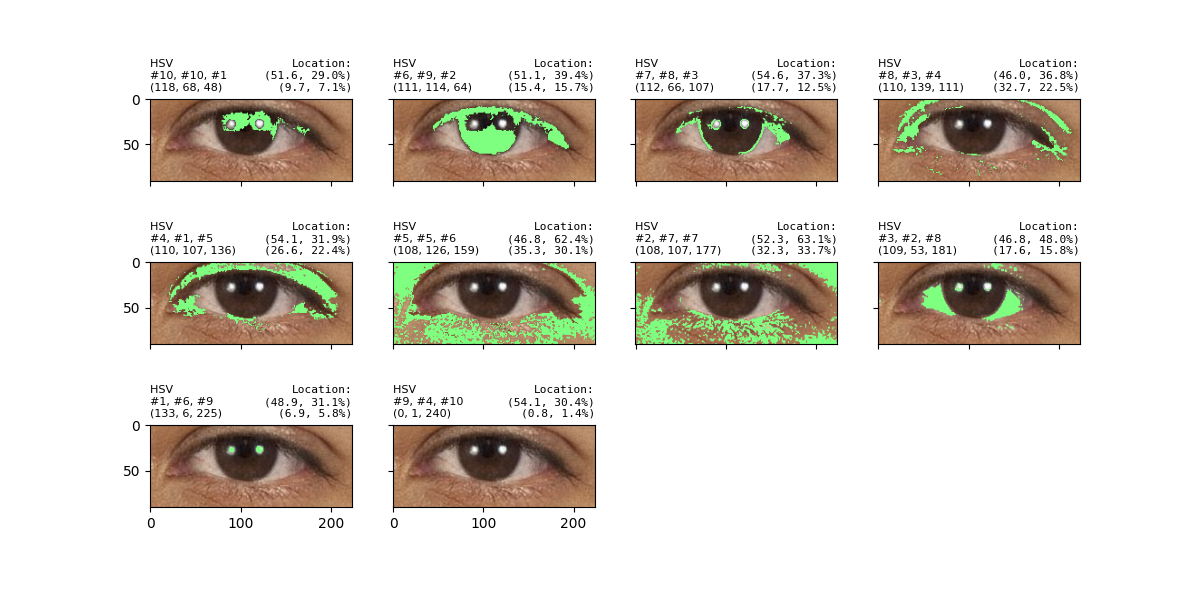 HSV Location:
#10, #10, #1 (51.6, 29.0%)
(118, 68, 48) (9.7, 7.1%)
HSV Location:
#6, #9, #2 (51.1, 39.4%)
(111, 114, 64) (15.4, 15.7%)
HSV Location:
#7, #8, #3 (54.6, 37.3%)
(112, 66, 107) (17.7, 12.5%)
HSV Location:
#8, #3, #4 (46.0, 36.8%)
(110, 139, 111) (32.7, 22.5%)
0
50
HSV Location:
#4, #1, #5 (54.1, 31.9%)
(110, 107, 136) (26.6, 22.4%)
HSV Location:
#5, #5, #6 (46.8, 62.4%)
(108, 126, 159) (35.3, 30.1%)
HSV Location:
#2, #7, #7 (52.3, 63.1%)
(108, 107, 177) (32.3, 33.7%)
HSV Location:
#3, #2, #8 (46.8, 48.0%)
(109, 53, 181) (17.6, 15.8%)
0
50
HSV Location:
#1, #6, #9 (48.9, 31.1%)
(133, 6, 225) (6.9, 5.8%)
HSV Location:
#9, #4, #10 (54.1, 30.4%)
(0, 1, 240) (0.8, 1.4%)
0
50
0 100 200
0 100 200